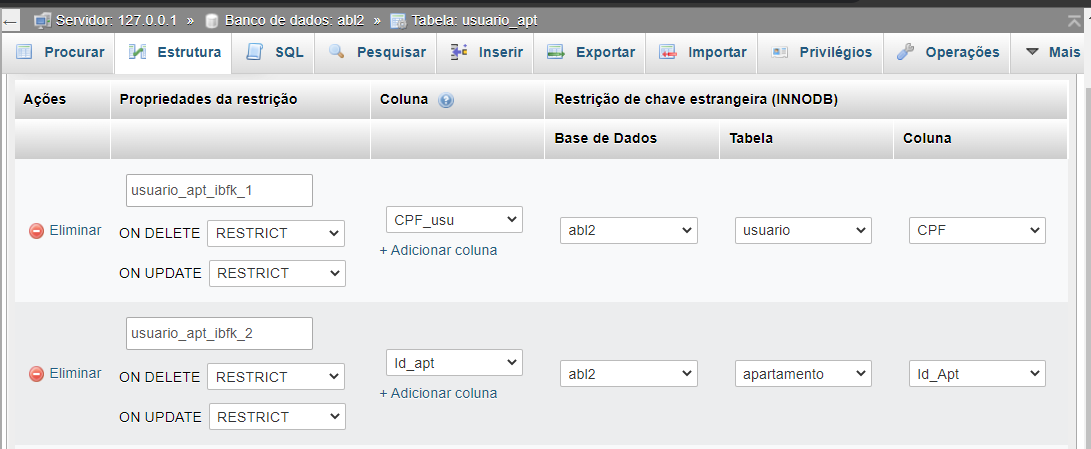 Servidor: 127.0.0.1 » Banco de dados: abl2 » Tabela: usuario_apt
Procurar Estrutura SQL Pesquisar Inserir Exportar Importar Privilégios Operações Mais
Ações Propriedades da restrição Coluna Restrição de chave estrangeira (INNODB)
Base de Dados Tabela Coluna
usuario_apt_ibfk_1
Eliminar ON DELETE RESTRICT CPF_usu abl2 usuario CPF
+ Adicionar coluna
ON UPDATE RESTRICT
usuario_apt_ibfk_2
Eliminar ON DELETE RESTRICT Id_apt abl2 apartamento Id_Apt
+ Adicionar coluna
ON UPDATE RESTRICT